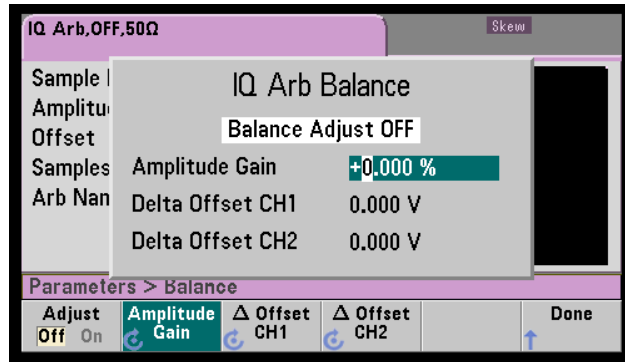 IQ Arb,OFF,50Ω
Skew
Sample
IQ Arb Balance
Balance Adjust OFF
Offset
Samples
Amplitude Gain +0.000 %
Arb
Delta Offset CH1 0.000 V
Delta Offset CH2 0.000 V
Parameters > Balance
Adjust Off On
Amplitude Gain
Δ Offset CH1
Δ Offset CH2
Done